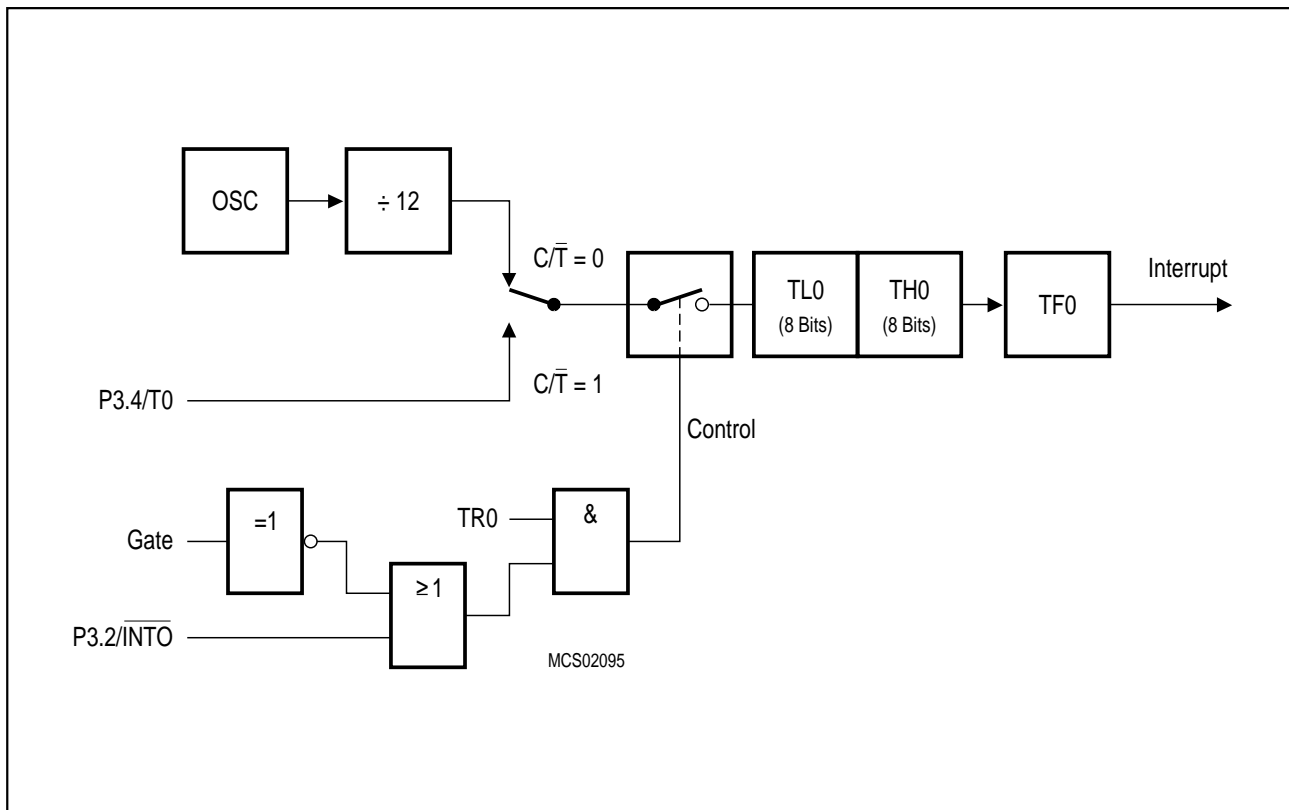 OSC
÷ 12
C/T̅ = 0
TL0
(8 Bits)
TH0
(8 Bits)
TF0
Interrupt
P3.4/T0
C/T̅ = 1
Control
Gate
=1
TR0
&
≥1
P3.2/I̅N̅T̅O̅
MCS02095